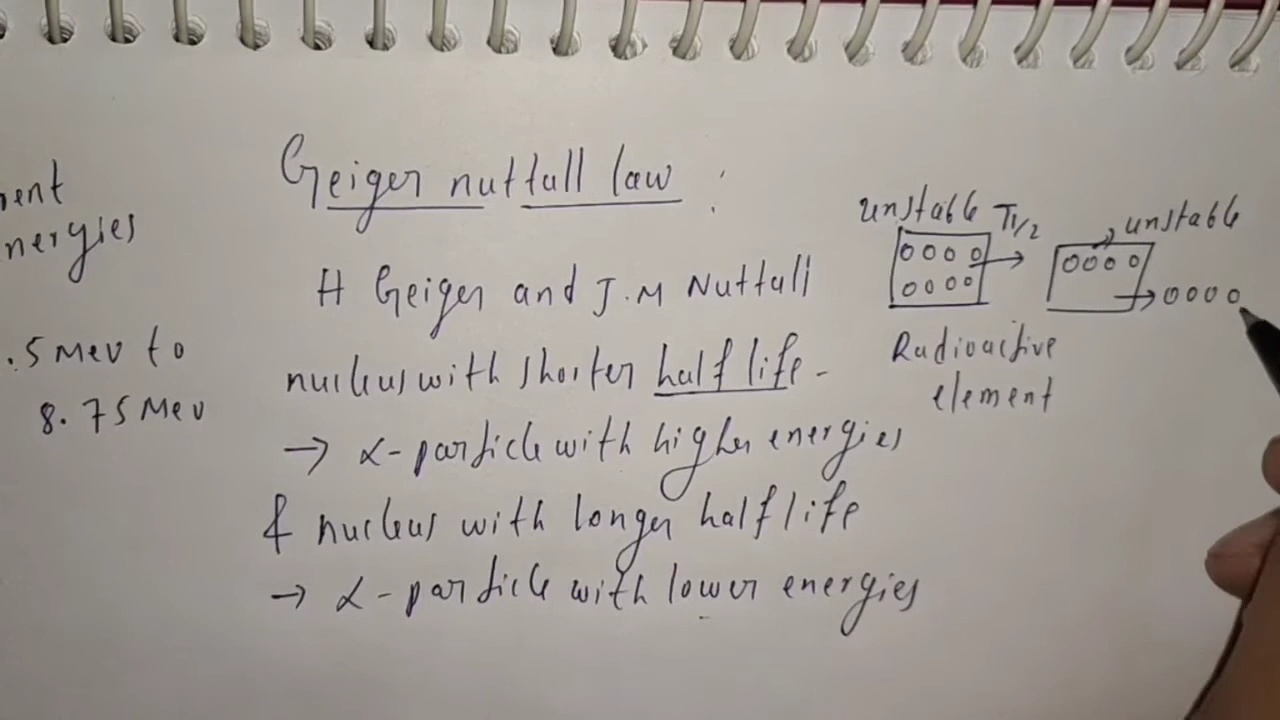 rent
nergies
.5 Mev to
8.75 Mev
Geiger nuttall law :
H Geiger and J.M Nuttall
nucleus with shorter half life -
→ α-particle with higher energies
& nucleus with longer half life
→ α-particle with lower energies
unstable T1/2
→ unstable
0000
0000
→
0000
→ 0000
Radioactive
element